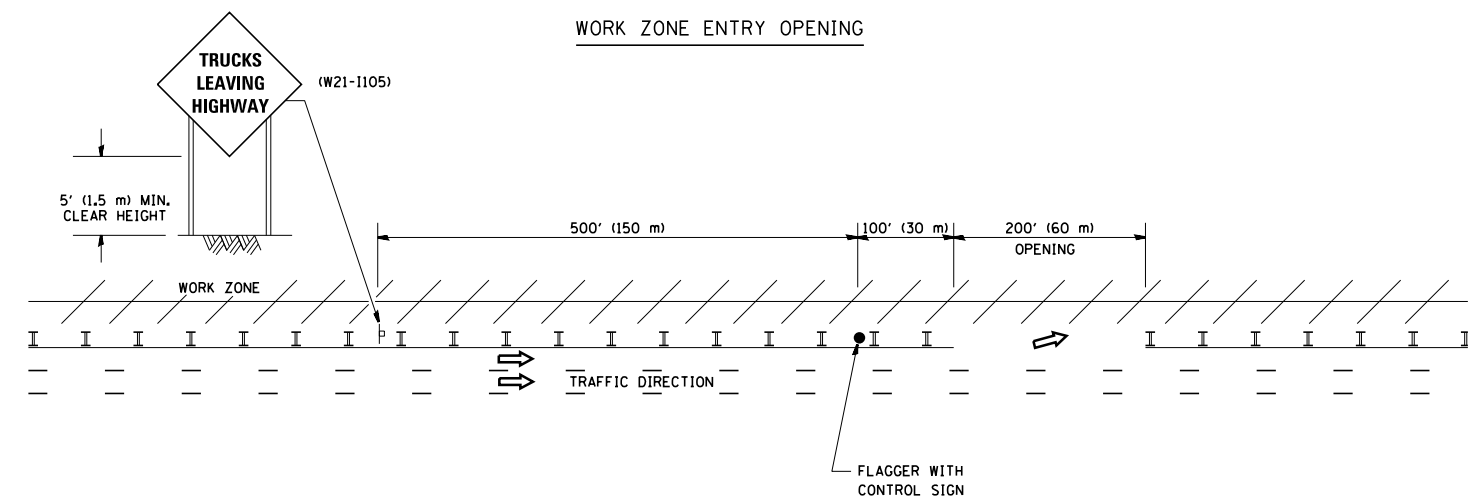 WORK ZONE ENTRY OPENING
TRUCKS
LEAVING
HIGHWAY
(W21-I105)
5' (1.5 m) MIN.
CLEAR HEIGHT
500' (150 m)
100' (30 m)
200' (60 m)
OPENING
WORK ZONE
TRAFFIC DIRECTION
FLAGGER WITH
CONTROL SIGN